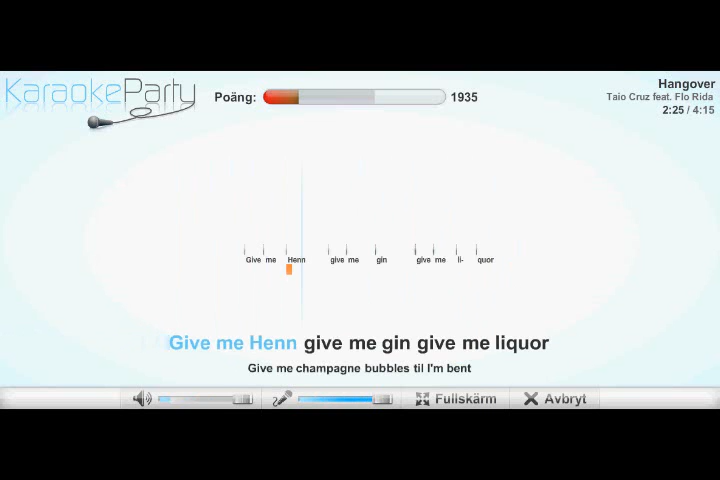 KaraokeParty
Poäng: 1935
Hangover
Taio Cruz feat. Flo Rida
2:25 / 4:15
Give me Henn give me gin give me li- quor
Give me Henn give me gin give me liquor
Give me champagne bubbles til I'm bent
Fullskärm
Avbryt